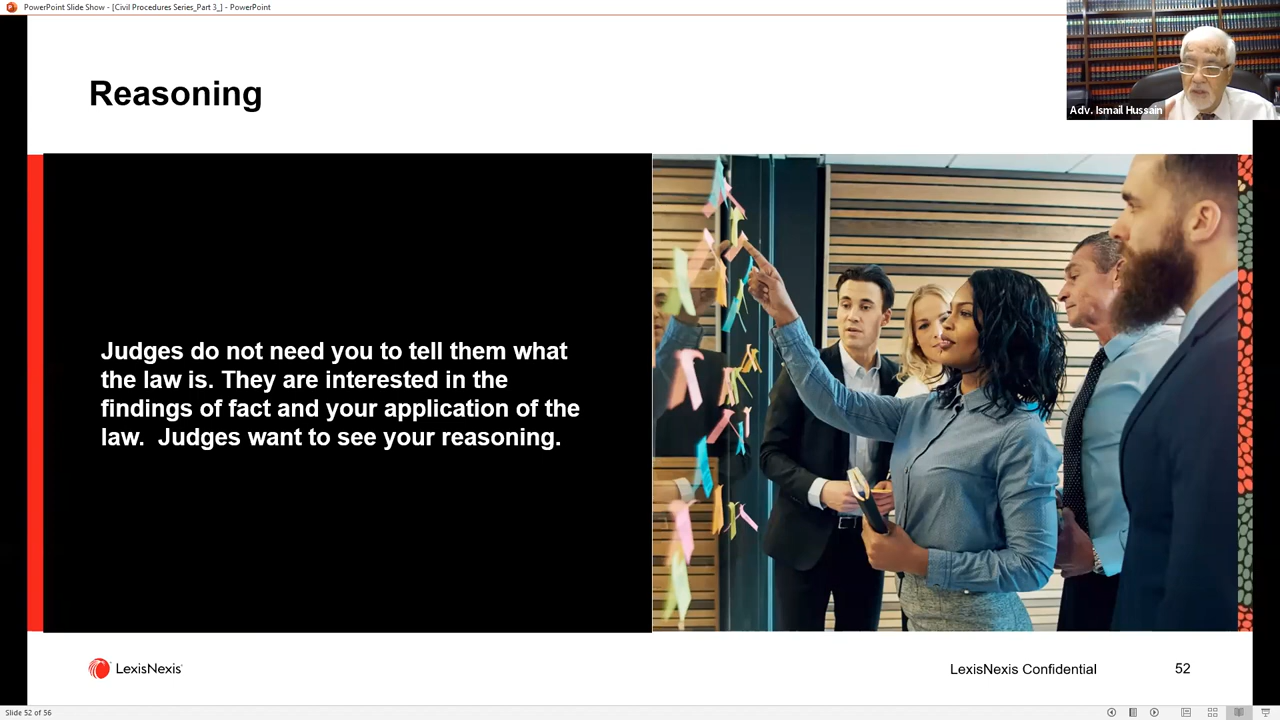 PowerPoint Slide Show - [Civil Procedures Series_Part 3_] - PowerPoint
Adv. Ismail Hussain
Reasoning
Judges do not need you to tell them what
the law is. They are interested in the
findings of fact and your application of the
law.  Judges want to see your reasoning.
LexisNexis
LexisNexis Confidential
52
Slide 52 of 56